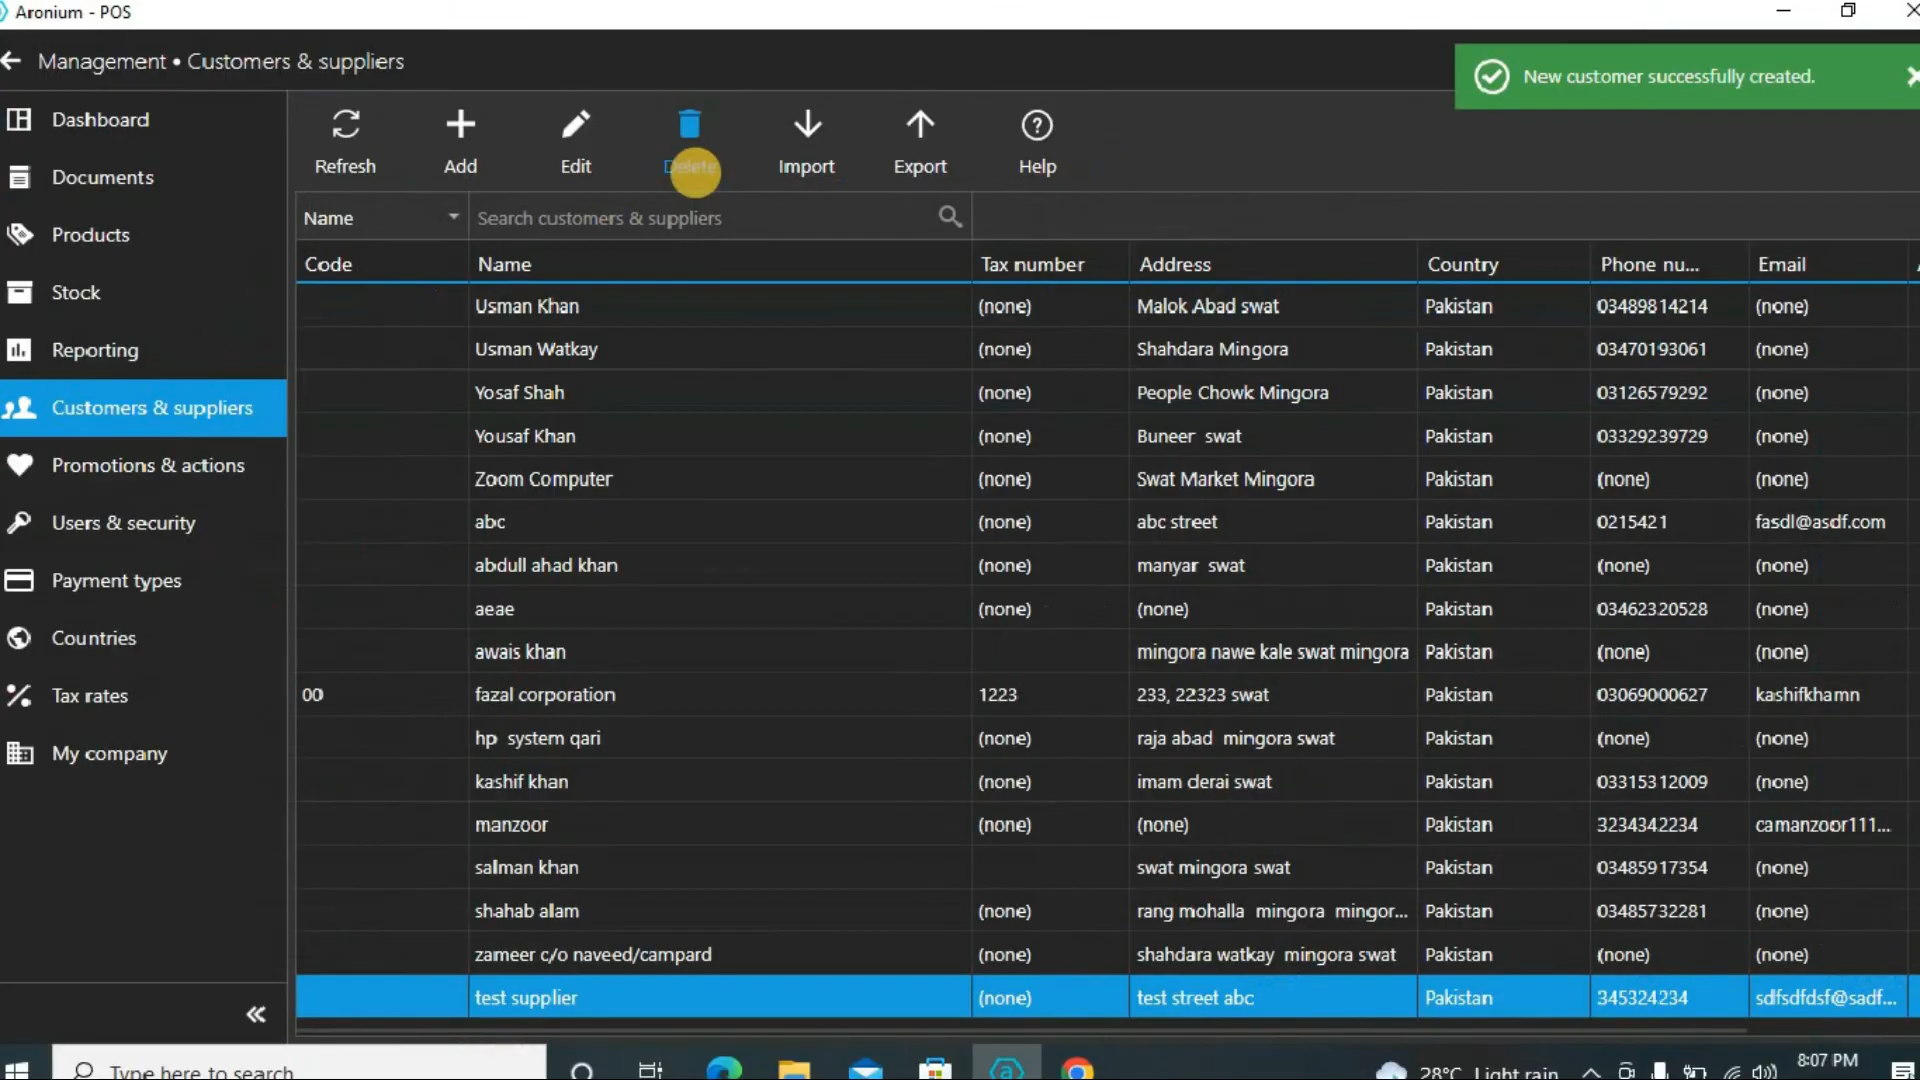 Aronium - POS
Management • Customers & suppliers
New customer successfully created.
Dashboard
Documents
Products
Stock
Reporting
Customers & suppliers
Promotions & actions
Users & security
Payment types
Countries
Tax rates
My company
Refresh Add Edit Delete Import Export Help
Name Search customers & suppliers
Code Name Tax number Address Country Phone nu... Email
Usman Khan (none) Malok Abad swat Pakistan 03489814214 (none)
Usman Watkay (none) Shahdara Mingora Pakistan 03470193061 (none)
Yosaf Shah (none) People Chowk Mingora Pakistan 03126579292 (none)
Yousaf Khan (none) Buneer swat Pakistan 03329239729 (none)
Zoom Computer (none) Swat Market Mingora Pakistan (none) (none)
abc (none) abc street Pakistan 0215421 fasdl@asdf.com
abdull ahad khan (none) manyar swat Pakistan (none) (none)
aeae (none) (none) Pakistan 03462320528 (none)
awais khan mingora nawe kale swat mingora Pakistan (none) (none)
00 fazal corporation 1223 233, 22323 swat Pakistan 03069000627 kashifkhamn
hp system qari (none) raja abad mingora swat Pakistan (none) (none)
kashif khan (none) imam derai swat Pakistan 03315312009 (none)
manzoor (none) (none) Pakistan 3234342234 camanzoor111...
salman khan swat mingora swat Pakistan 03485917354 (none)
shahab alam (none) rang mohalla mingora mingor... Pakistan 03485732281 (none)
zameer c/o naveed/campard (none) shahdara watkay mingora swat Pakistan (none) (none)
test supplier (none) test street abc Pakistan 345324234 sdfsdfdsf@sadf...
Type here to search
28°C Light rain
8:07 PM